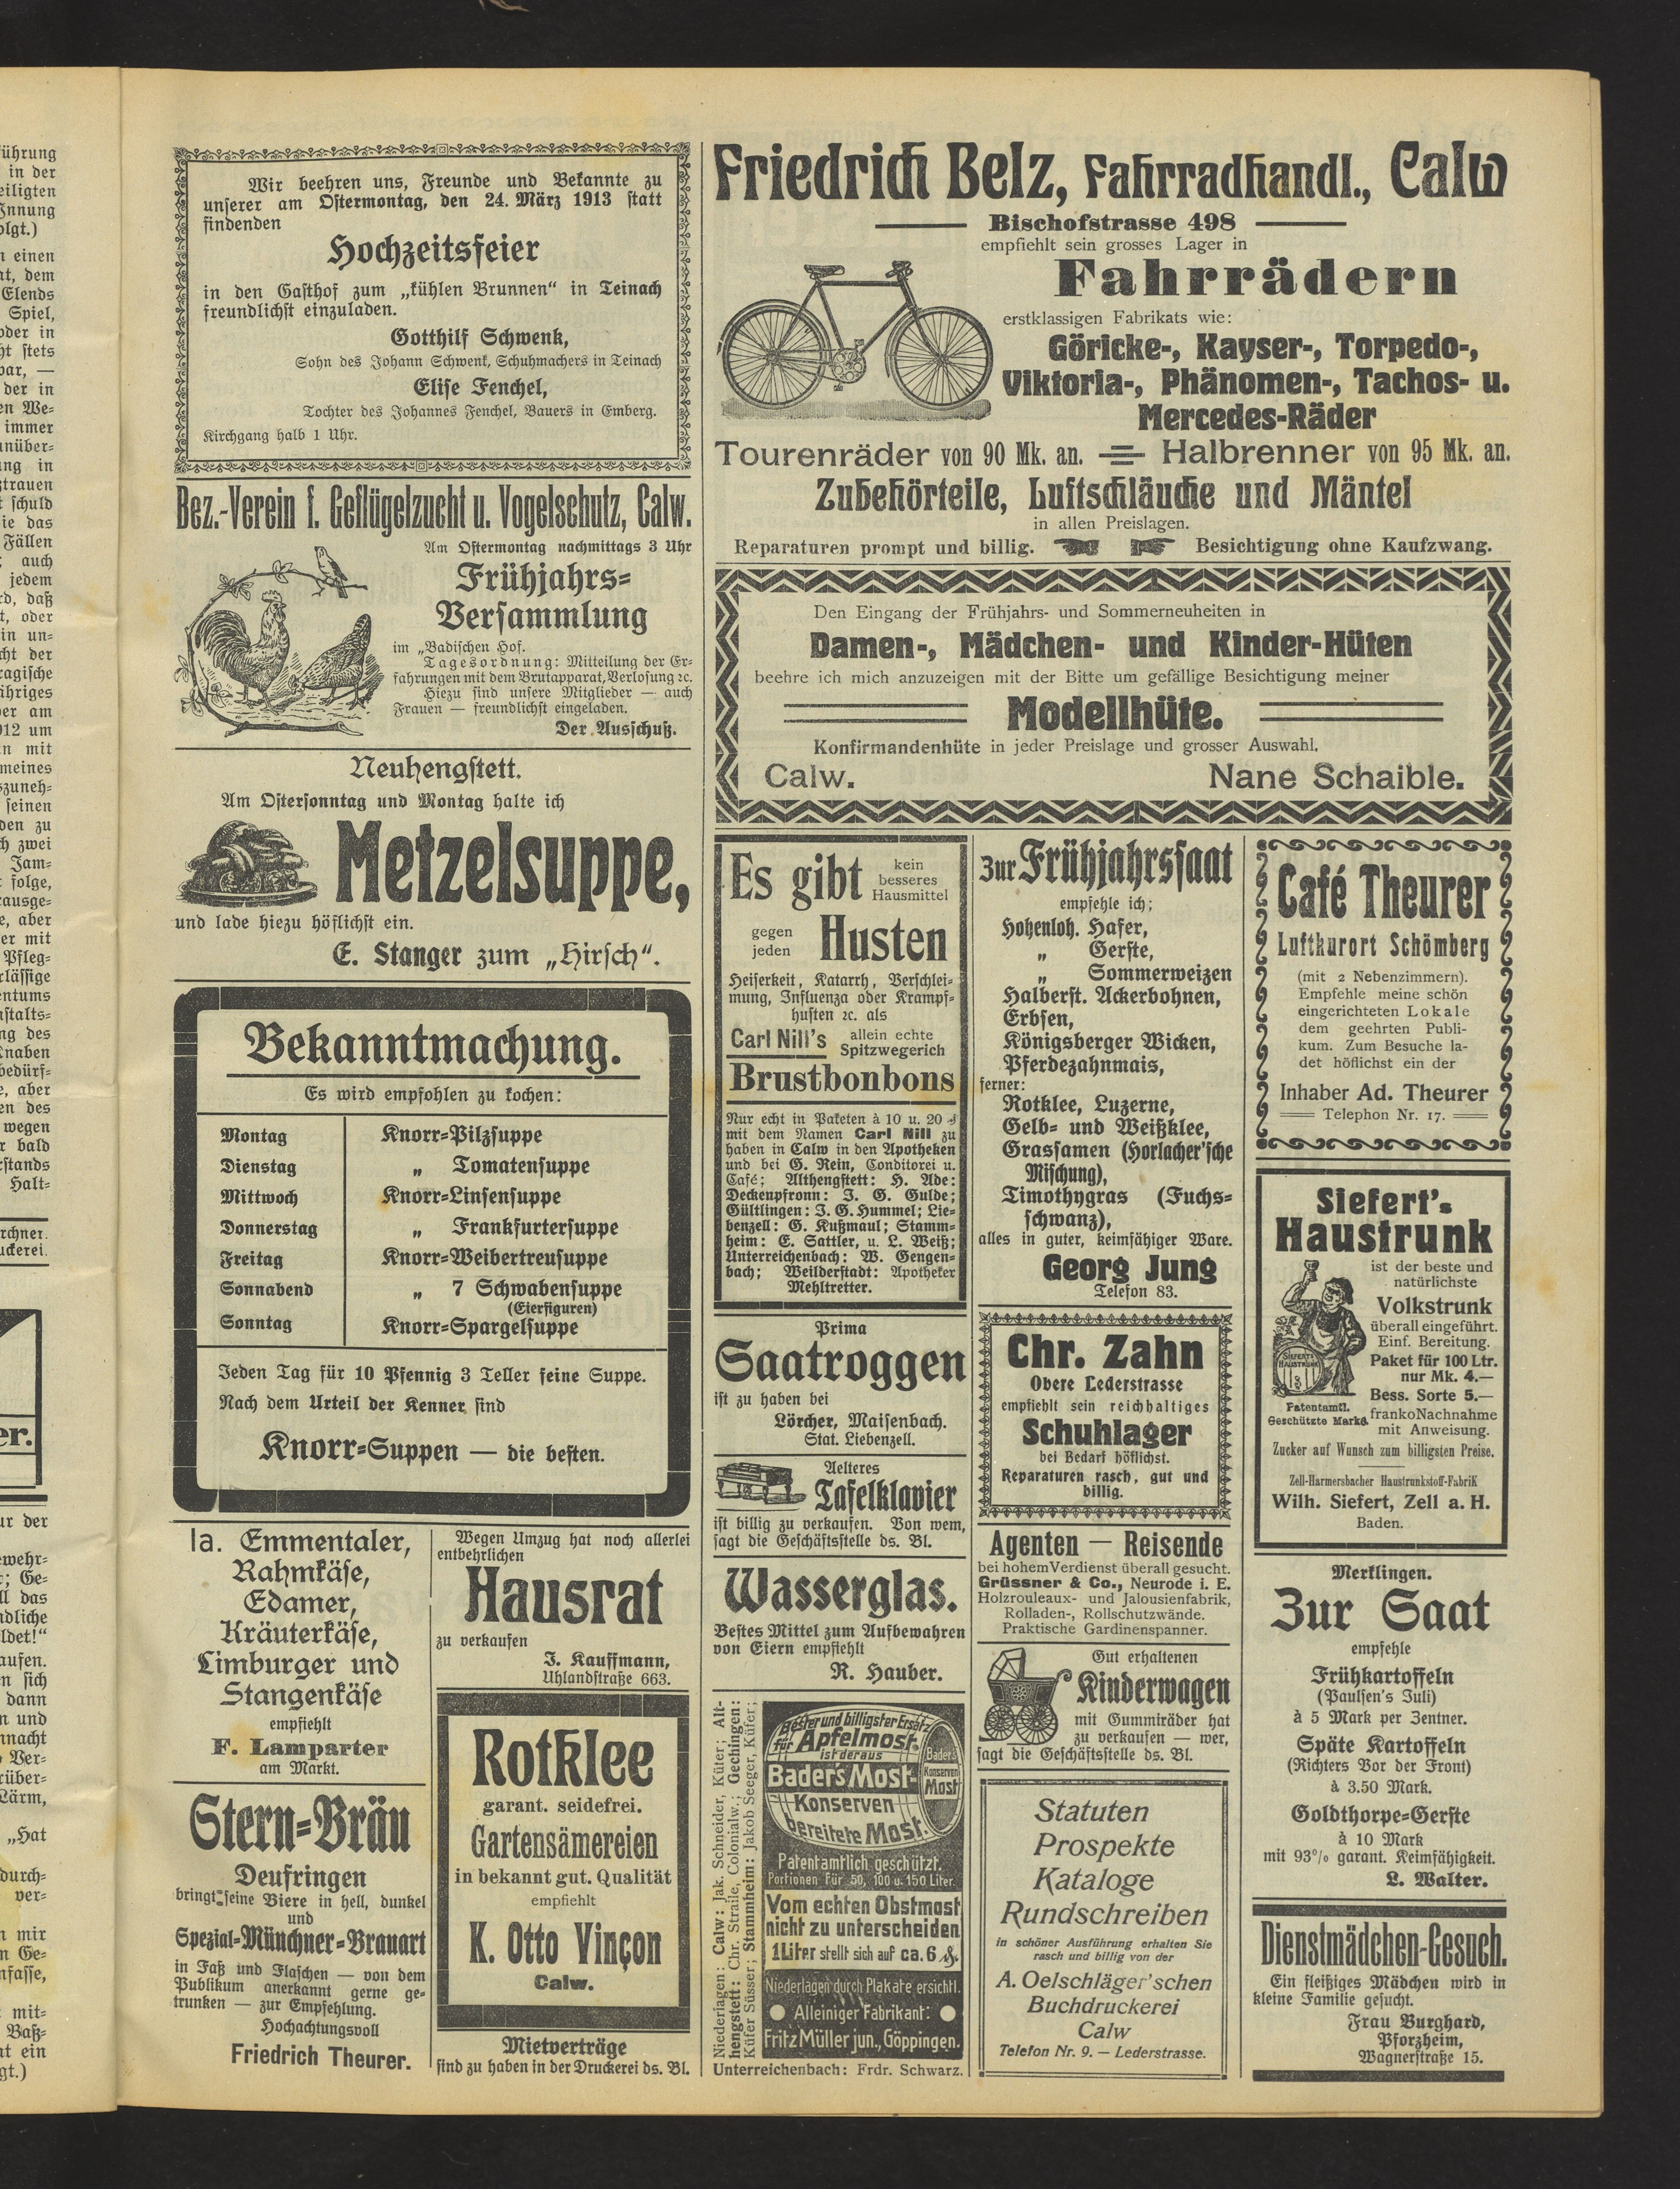 Wir beehren uns, Freunde und Bekannte zu
unserer am Ostermontag, den 24. März 1913 statt
findenden
Hochzeitsfeier
in den Gasthof zum „kühlen Brunnen“ in Teinach
freundlichst einzuladen.
Gotthilf Schwenk,
Sohn des Johann Schwenk, Schuhmachers in Teinach
Elise Fenchel,
Tochter des Johannes Fenchel, Bauers in Emberg.
Kirchgang halb 1 Uhr.
Bez.-Verein f. Geflügelzucht u. Vogelschutz, Calw.
Am Ostermontag nachmittags 3 Uhr
Frühjahrs-
Versammlung
im „Badischen Hof.
Tagesordnung: Mitteilung der Er-
fahrungen mit dem Brutapparat, Verlosung ꝛc.
Hiezu sind unsere Mitglieder — auch
Frauen — freundlichst eingeladen.
Der Ausschuß.
Neuhengstett.
Am Ostersonntag und Montag halte ich
Metzelsuppe,
und lade hiezu höflichst ein.
E. Stanger zum „Hirsch“.
Bekanntmachung.
Es wird empfohlen zu kochen:
Montag Knorr-Pilzsuppe
Dienstag „ Tomatensuppe
Mittwoch Knorr-Linsensuppe
Donnerstag „ Frankfurtersuppe
Freitag Knorr-Weibertreusuppe
Sonnabend „ 7 Schwabensuppe
(Eierfiguren)
Sonntag Knorr-Spargelsuppe
Jeden Tag für 10 Pfennig 3 Teller feine Suppe.
Nach dem Urteil der Kenner sind
Knorr-Suppen — die besten.
Ia. Emmentaler,
Rahmkäse,
Edamer,
Kräuterkäse,
Limburger und
Stangenkäse
empfiehlt
F. Lamparter
am Markt.
Stern-Bräu
Deufringen
bringt seine Biere in hell, dunkel
und
Spezial-Münchner-Brauart
in Faß und Flaschen — von dem
Publikum anerkannt gerne ge-
trunken — zur Empfehlung.
Hochachtungsvoll
Friedrich Theurer.
Wegen Umzug hat noch allerlei
entbehrlichen
Hausrat
zu verkaufen
J. Kauffmann,
Uhlandstraße 663.
Rotklee
garant. seidefrei.
Gartensämereien
in bekannt gut. Qualität
empfiehlt
K. Otto Vinçon
Calw.
Mietverträge
sind zu haben in der Druckerei ds. Bl.
Friedrich Belz, Fahrradhandl., Calw
Bischofstrasse 498
empfiehlt sein grosses Lager in
Fahrrädern
erstklassigen Fabrikats wie:
Göricke-, Kayser-, Torpedo-,
Viktoria-, Phänomen-, Tachos- u.
Mercedes-Räder
Tourenräder von 90 Mk. an. Halbrenner von 95 Mk. an.
Zubehörteile, Luftschläuche und Mäntel
in allen Preislagen.
Reparaturen prompt und billig. Besichtigung ohne Kaufzwang.
Den Eingang der Frühjahrs- und Sommerneuheiten in
Damen-, Mädchen- und Kinder-Hüten
beehre ich mich anzuzeigen mit der Bitte um gefällige Besichtigung meiner
Modellhüte.
Konfirmandenhüte in jeder Preislage und grosser Auswahl.
Calw. Nane Schaible.
Es gibt kein
besseres
Hausmittel
gegen
jeden Husten
Heiserkeit, Katarrh, Verschlei-
mung, Influenza oder Krampf-
husten ꝛc. als
Carl Nill's allein echte
Spitzwegerich
Brustbonbons
Nur echt in Paketen à 10 u. 20 ₰
mit dem Namen Carl Nill zu
haben in Calw in den Apotheken
und bei G. Rein, Conditorei u.
Café; Althengstett: H. Ade:
Deckenpfronn: J. G. Gulde;
Gültlingen: J. G. Hummel; Lie-
benzell: G. Kußmaul; Stamm-
heim: E. Sattler, u. L. Weiß;
Unterreichenbach: W. Gengen-
bach; Weilderstadt: Apotheker
Mehltretter.
Prima
Saatroggen
ist zu haben bei
Lörcher, Maisenbach.
Stat. Liebenzell.
Aelteres
Tafelklavier
ist billig zu verkaufen. Von wem,
sagt die Geschäftsstelle ds. Bl.
Wasserglas.
Bestes Mittel zum Aufbewahren
von Eiern empfiehlt
R. Hauber.
Niederlagen: Calw: Jak. Schneider, Küfer; Alt-
hengstett: Chr. Straile, Colonialw.; Gechingen:
Küfer Süsser; Stammheim: Jakob Seeger, Küfer;
Bester und billigster Ersatz
für Apfelmost.
ist der aus
Bader's Most-
Konserven
bereitete Most.
Bader's
Konserven
Most
Patentamtlich geschützt.
Portionen für 50, 100 u. 150 Liter.
Vom echten Obstmost
nicht zu unterscheiden
1 Liter stellt sich auf ca. 6 ₰.
Niederlagen durch Plakate ersichtl.
Alleiniger Fabrikant:
Fritz Müller jun., Göppingen.
Unterreichenbach: Frdr. Schwarz.
Zur Frühjahrssaat
empfehle ich:
Hohenloh. Hafer,
„ Gerste,
„ Sommerweizen
Halberst. Ackerbohnen,
Erbsen,
Königsberger Wicken,
Pferdezahnmais,
ferner:
Rotklee, Luzerne,
Gelb- und Weißklee,
Grassamen (Horlacher'sche
Mischung),
Timothygras (Fuchs-
schwanz),
alles in guter, keimfähiger Ware.
Georg Jung
Telefon 83.
Chr. Zahn
Obere Lederstrasse
empfiehlt sein reichhaltiges
Schuhlager
bei Bedarf höflichst.
Reparaturen rasch, gut und
billig.
Agenten — Reisende
bei hohem Verdienst überall gesucht.
Grüssner & Co., Neurode i. E.
Holzrouleaux- und Jalousienfabrik,
Rolladen-, Rollschutzwände.
Praktische Gardinenspanner.
Gut erhaltenen
Kinderwagen
mit Gummiräder hat
zu verkaufen — wer,
sagt die Geschäftsstelle ds. Bl.
Statuten
Prospekte
Kataloge
Rundschreiben
in schöner Ausführung erhalten Sie
rasch und billig von der
A. Oelschläger'schen
Buchdruckerei
Calw
Telefon Nr. 9. — Lederstrasse.
Café Theurer
Luftkurort Schömberg
(mit 2 Nebenzimmern).
Empfehle meine schön
eingerichteten Lokale
dem geehrten Publi-
kum. Zum Besuche la-
det höflichst ein der
Inhaber Ad. Theurer
Telephon Nr. 17.
Siefert's
Haustrunk
ist der beste und
natürlichste
Volkstrunk
überall eingeführt.
Einf. Bereitung.
Paket für 100 Ltr.
nur Mk. 4.—
Bess. Sorte 5.—
franko Nachnahme
mit Anweisung.
SIEFERTS
HAUSTRUNK
Patentamtl.
Geschützte Marke.
Zucker auf Wunsch zum billigsten Preise.
Zell-Harmersbacher Haustrunkstoff-Fabrik
Wilh. Siefert, Zell a. H.
Baden.
Merklingen.
Zur Saat
empfehle
Frühkartoffeln
(Paulsen's Juli)
à 5 Mark per Zentner.
Späte Kartoffeln
(Richters Vor der Front)
à 3.50 Mark.
Goldthorpe-Gerste
à 10 Mark
mit 93% garant. Keimfähigkeit.
L. Walter.
Dienstmädchen-Gesuch.
Ein fleißiges Mädchen wird in
kleine Familie gesucht.
Frau Burghard,
Pforzheim,
Wagnerstraße 15.